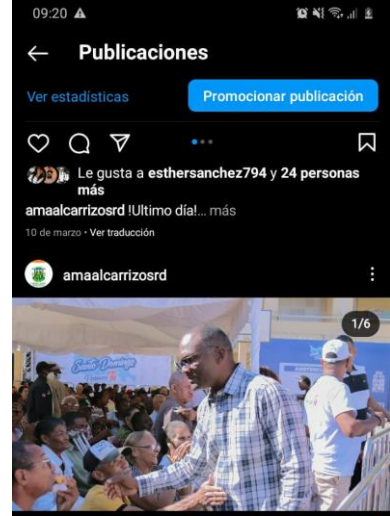 09:20
Publicaciones
Ver estadísticas
Promocionar publicación
Le gusta a esthersanchez794 y 24 personas
más
amaalcarrizosrd !Ultimo día!... más
10 de marzo • Ver traducción
amaalcarrizosrd
1/6
Santo Domingo